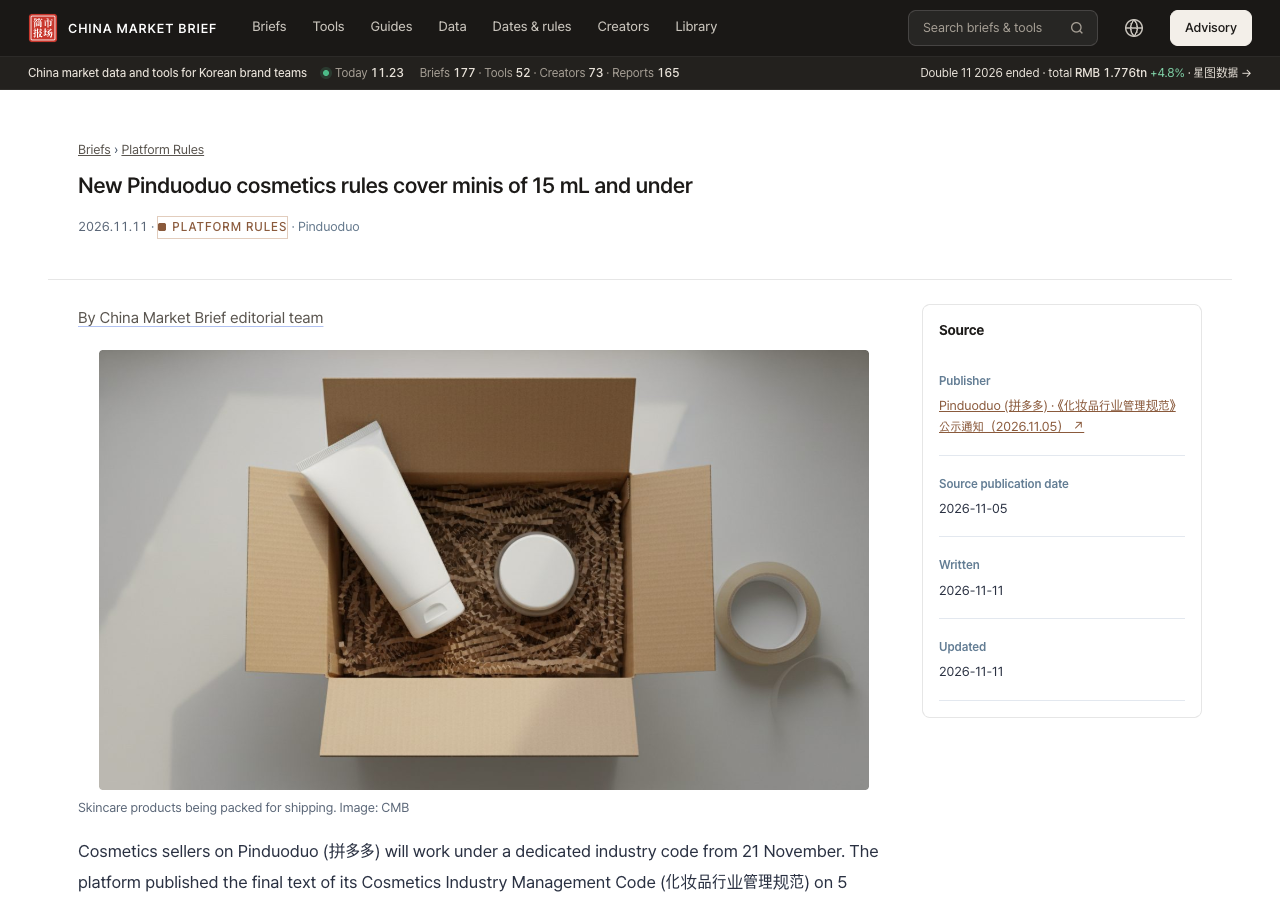 简市
报场
CHINA MARKET BRIEF
Briefs
Tools
Guides
Data
Dates & rules
Creators
Library
Search briefs & tools
Advisory
China market data and tools for Korean brand teams
Today 11.23
Briefs 177 · Tools 52 · Creators 73 · Reports 165
Double 11 2026 ended · total RMB 1.776tn +4.8% · 星图数据 →
Briefs › Platform Rules
New Pinduoduo cosmetics rules cover minis of 15 mL and under
2026.11.11 · PLATFORM RULES · Pinduoduo
By China Market Brief editorial team
Skincare products being packed for shipping. Image: CMB
Cosmetics sellers on Pinduoduo (拼多多) will work under a dedicated industry code from 21 November. The
platform published the final text of its Cosmetics Industry Management Code (化妆品行业管理规范) on 5
Source
Publisher
Pinduoduo (拼多多) · 《化妆品行业管理规范》
公示通知（2026.11.05） ↗
Source publication date
2026-11-05
Written
2026-11-11
Updated
2026-11-11